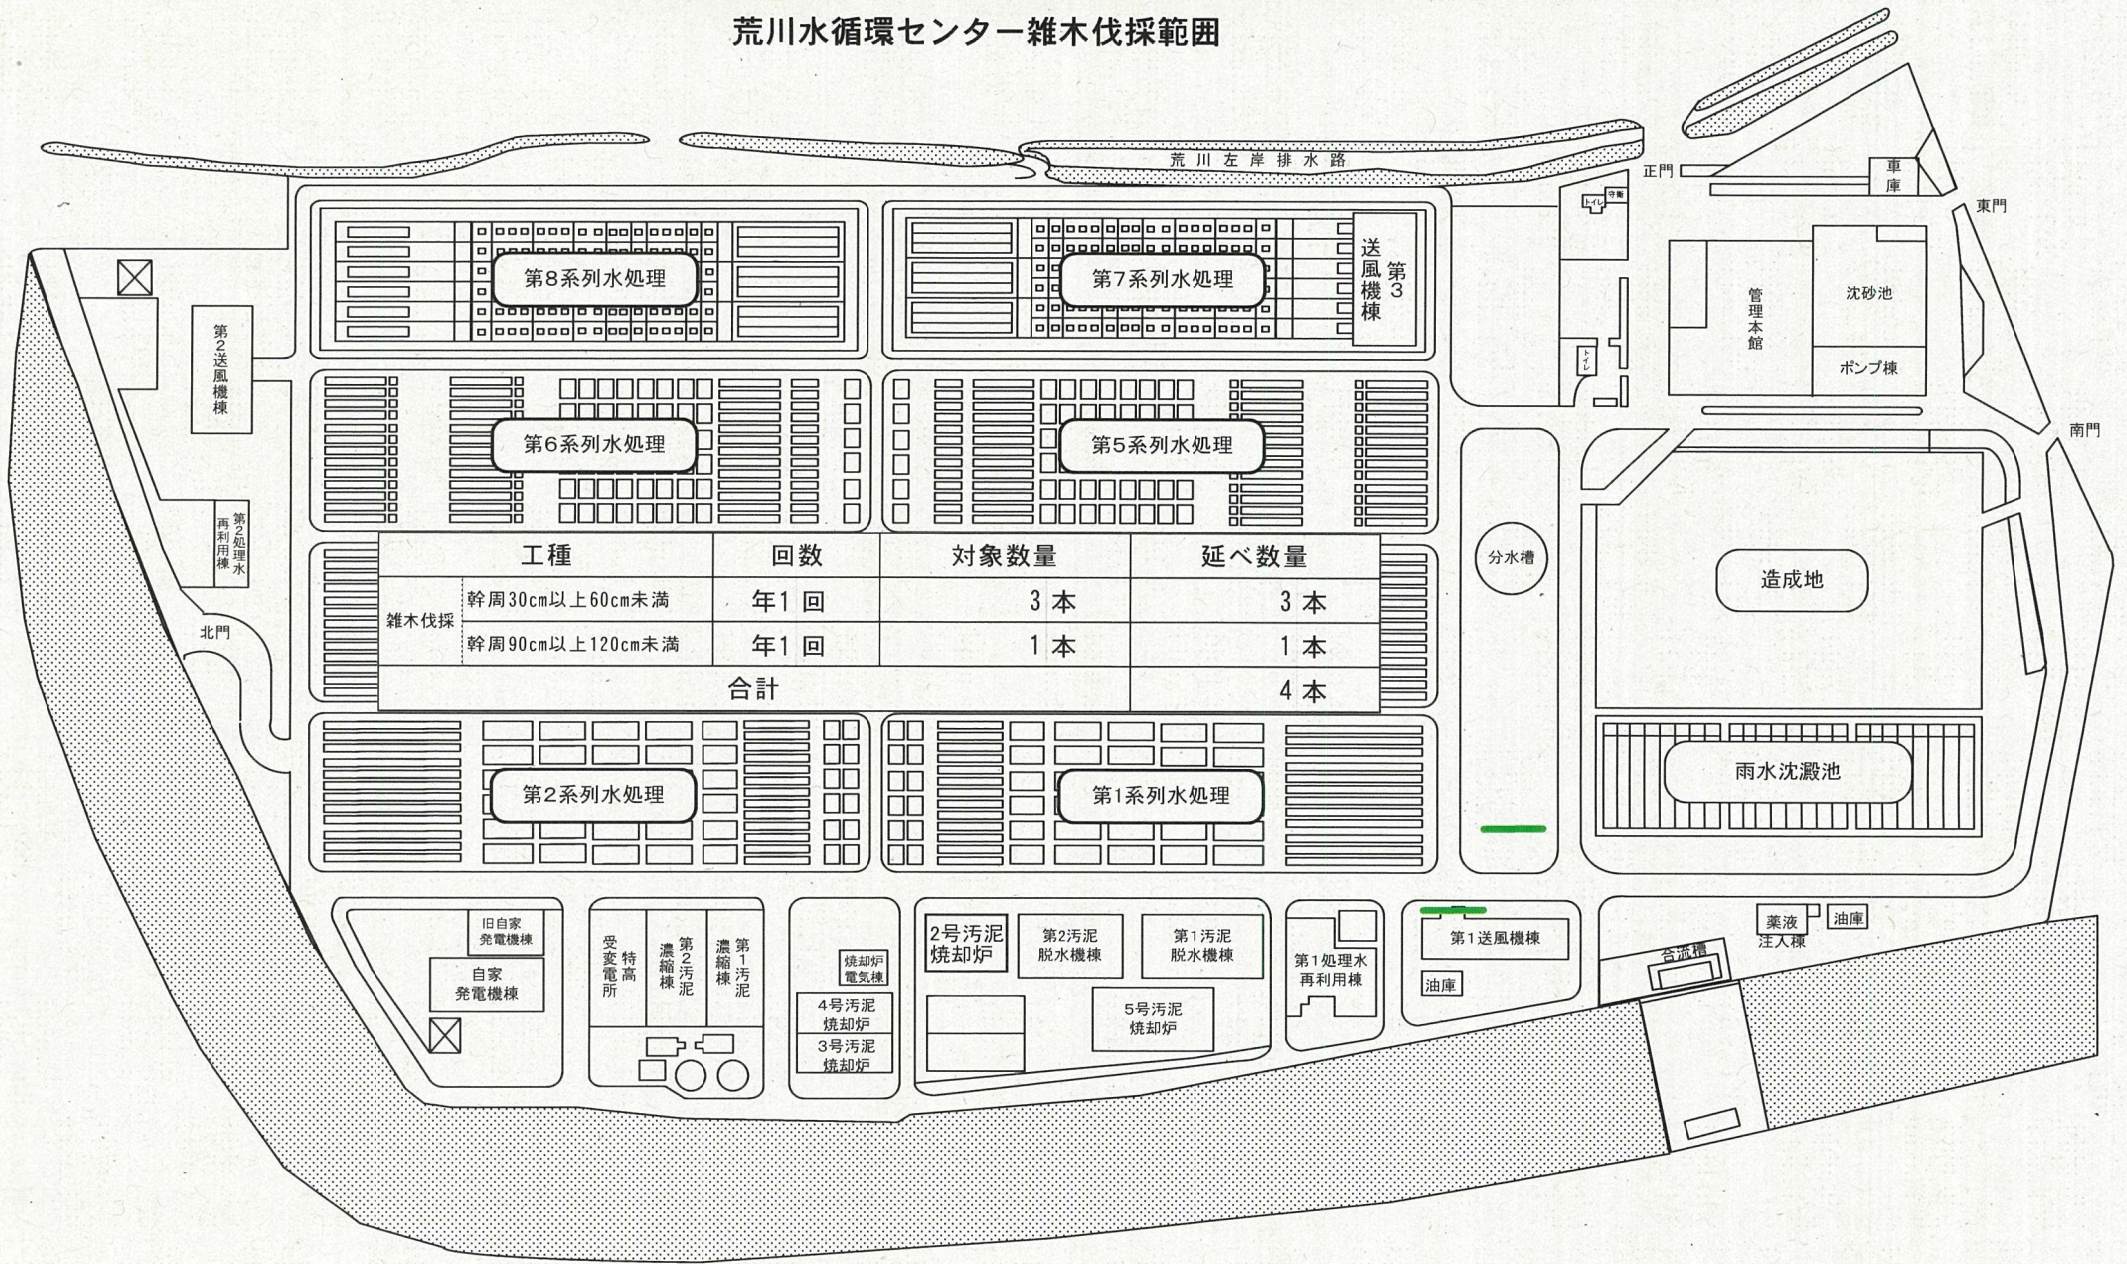 荒川水循環センター雑木伐採範囲
荒川左岸排水路
正門
車庫
東門
守衛
トイレ
第8系列水処理
第7系列水処理
第3
送風機棟
管理本館
沈砂池
ポンプ棟
トイレ
第2送風機棟
第6系列水処理
第5系列水処理
南門
第2処理水
再利用棟
工種 回数 対象数量 延べ数量
雑木伐採
幹周30cm以上60cm未満 年1回 3本 3本
幹周90cm以上120cm未満 年1回 1本 1本
合計 4本
分水槽
造成地
北門
第2系列水処理
第1系列水処理
雨水沈澱池
旧自家
発電機棟
自家
発電機棟
特高
受変電所
第2汚泥
濃縮棟
第1汚泥
濃縮棟
焼却炉
電気棟
4号汚泥
焼却炉
3号汚泥
焼却炉
2号汚泥
焼却炉
第2汚泥
脱水機棟
第1汚泥
脱水機棟
5号汚泥
焼却炉
第1処理水
再利用棟
第1送風機棟
油庫
合流槽
薬液
注入棟
油庫